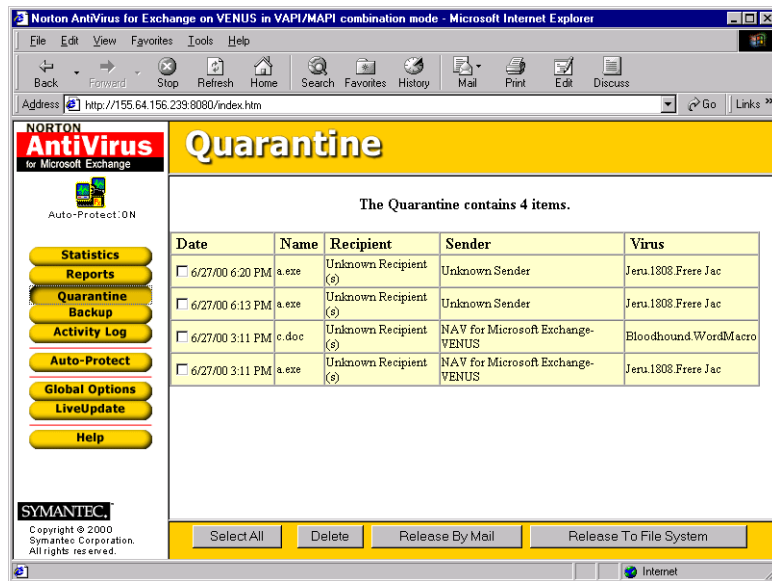 Norton AntiVirus for Exchange on VENUS in VAPI/MAPI combination mode - Microsoft Internet Explorer
File Edit View Favorites Tools Help
Back Forward Stop Refresh Home Search Favorites History Mail Print Edit Discuss
Address http://155.64.156.239:8080/index.htm Go Links »
NORTON
AntiVirus
for Microsoft Exchange
Quarantine
Auto-Protect:ON
The Quarantine contains 4 items.
Date Name Recipient Sender Virus
6/27/00 6:20 PM a.exe Unknown Recipient (s) Unknown Sender Jeru.1808.Frere Jac
6/27/00 6:13 PM a.exe Unknown Recipient (s) Unknown Sender Jeru.1808.Frere Jac
6/27/00 3:11 PM c.doc Unknown Recipient (s) NAV for Microsoft Exchange-VENUS Bloodhound.WordMacro
6/27/00 3:11 PM a.exe Unknown Recipient (s) NAV for Microsoft Exchange-VENUS Jeru.1808.Frere Jac
Statistics
Reports
Quarantine
Backup
Activity Log
Auto-Protect
Global Options
LiveUpdate
Help
SYMANTEC.
Copyright © 2000
Symantec Corporation.
All rights reserved.
Select All Delete Release By Mail Release To File System
Internet